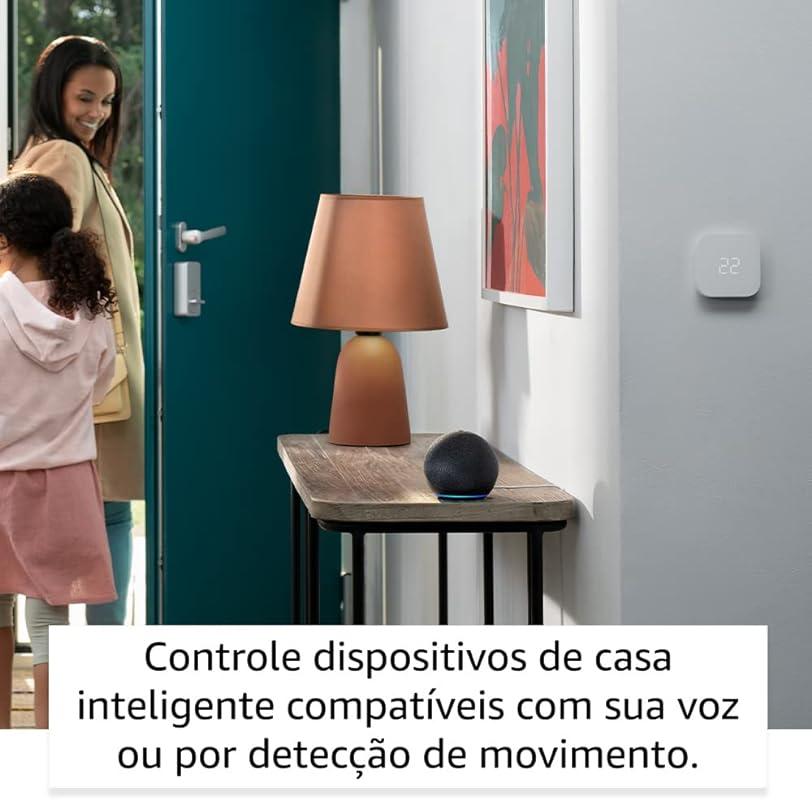 22
Controle dispositivos de casa
inteligente compatíveis com sua voz
ou por detecção de movimento.